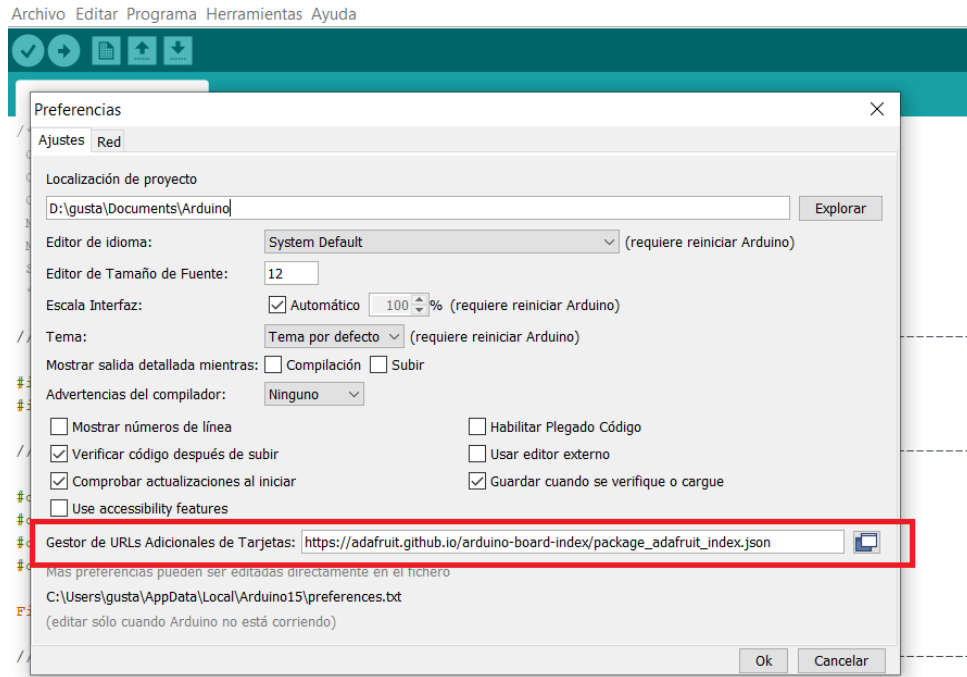 Archivo Editar Programa Herramientas Ayuda
Preferencias
Ajustes Red
Localización de proyecto
D:\gusta\Documents\Arduino Explorar
Editor de idioma: System Default (requiere reiniciar Arduino)
Editor de Tamaño de Fuente: 12
Escala Interfaz: Automático 100 % (requiere reiniciar Arduino)
Tema: Tema por defecto (requiere reiniciar Arduino)
Mostrar salida detallada mientras: Compilación Subir
Advertencias del compilador: Ninguno
Mostrar números de línea Habilitar Plegado Código
Verificar código después de subir Usar editor externo
Comprobar actualizaciones al iniciar Guardar cuando se verifique o cargue
Use accessibility features
Gestor de URLs Adicionales de Tarjetas: https://adafruit.github.io/arduino-board-index/package_adafruit_index.json
Más preferencias pueden ser editadas directamente en el fichero
C:\Users\gusta\AppData\Local\Arduino15\preferences.txt
(editar sólo cuando Arduino no está corriendo)
Ok Cancelar